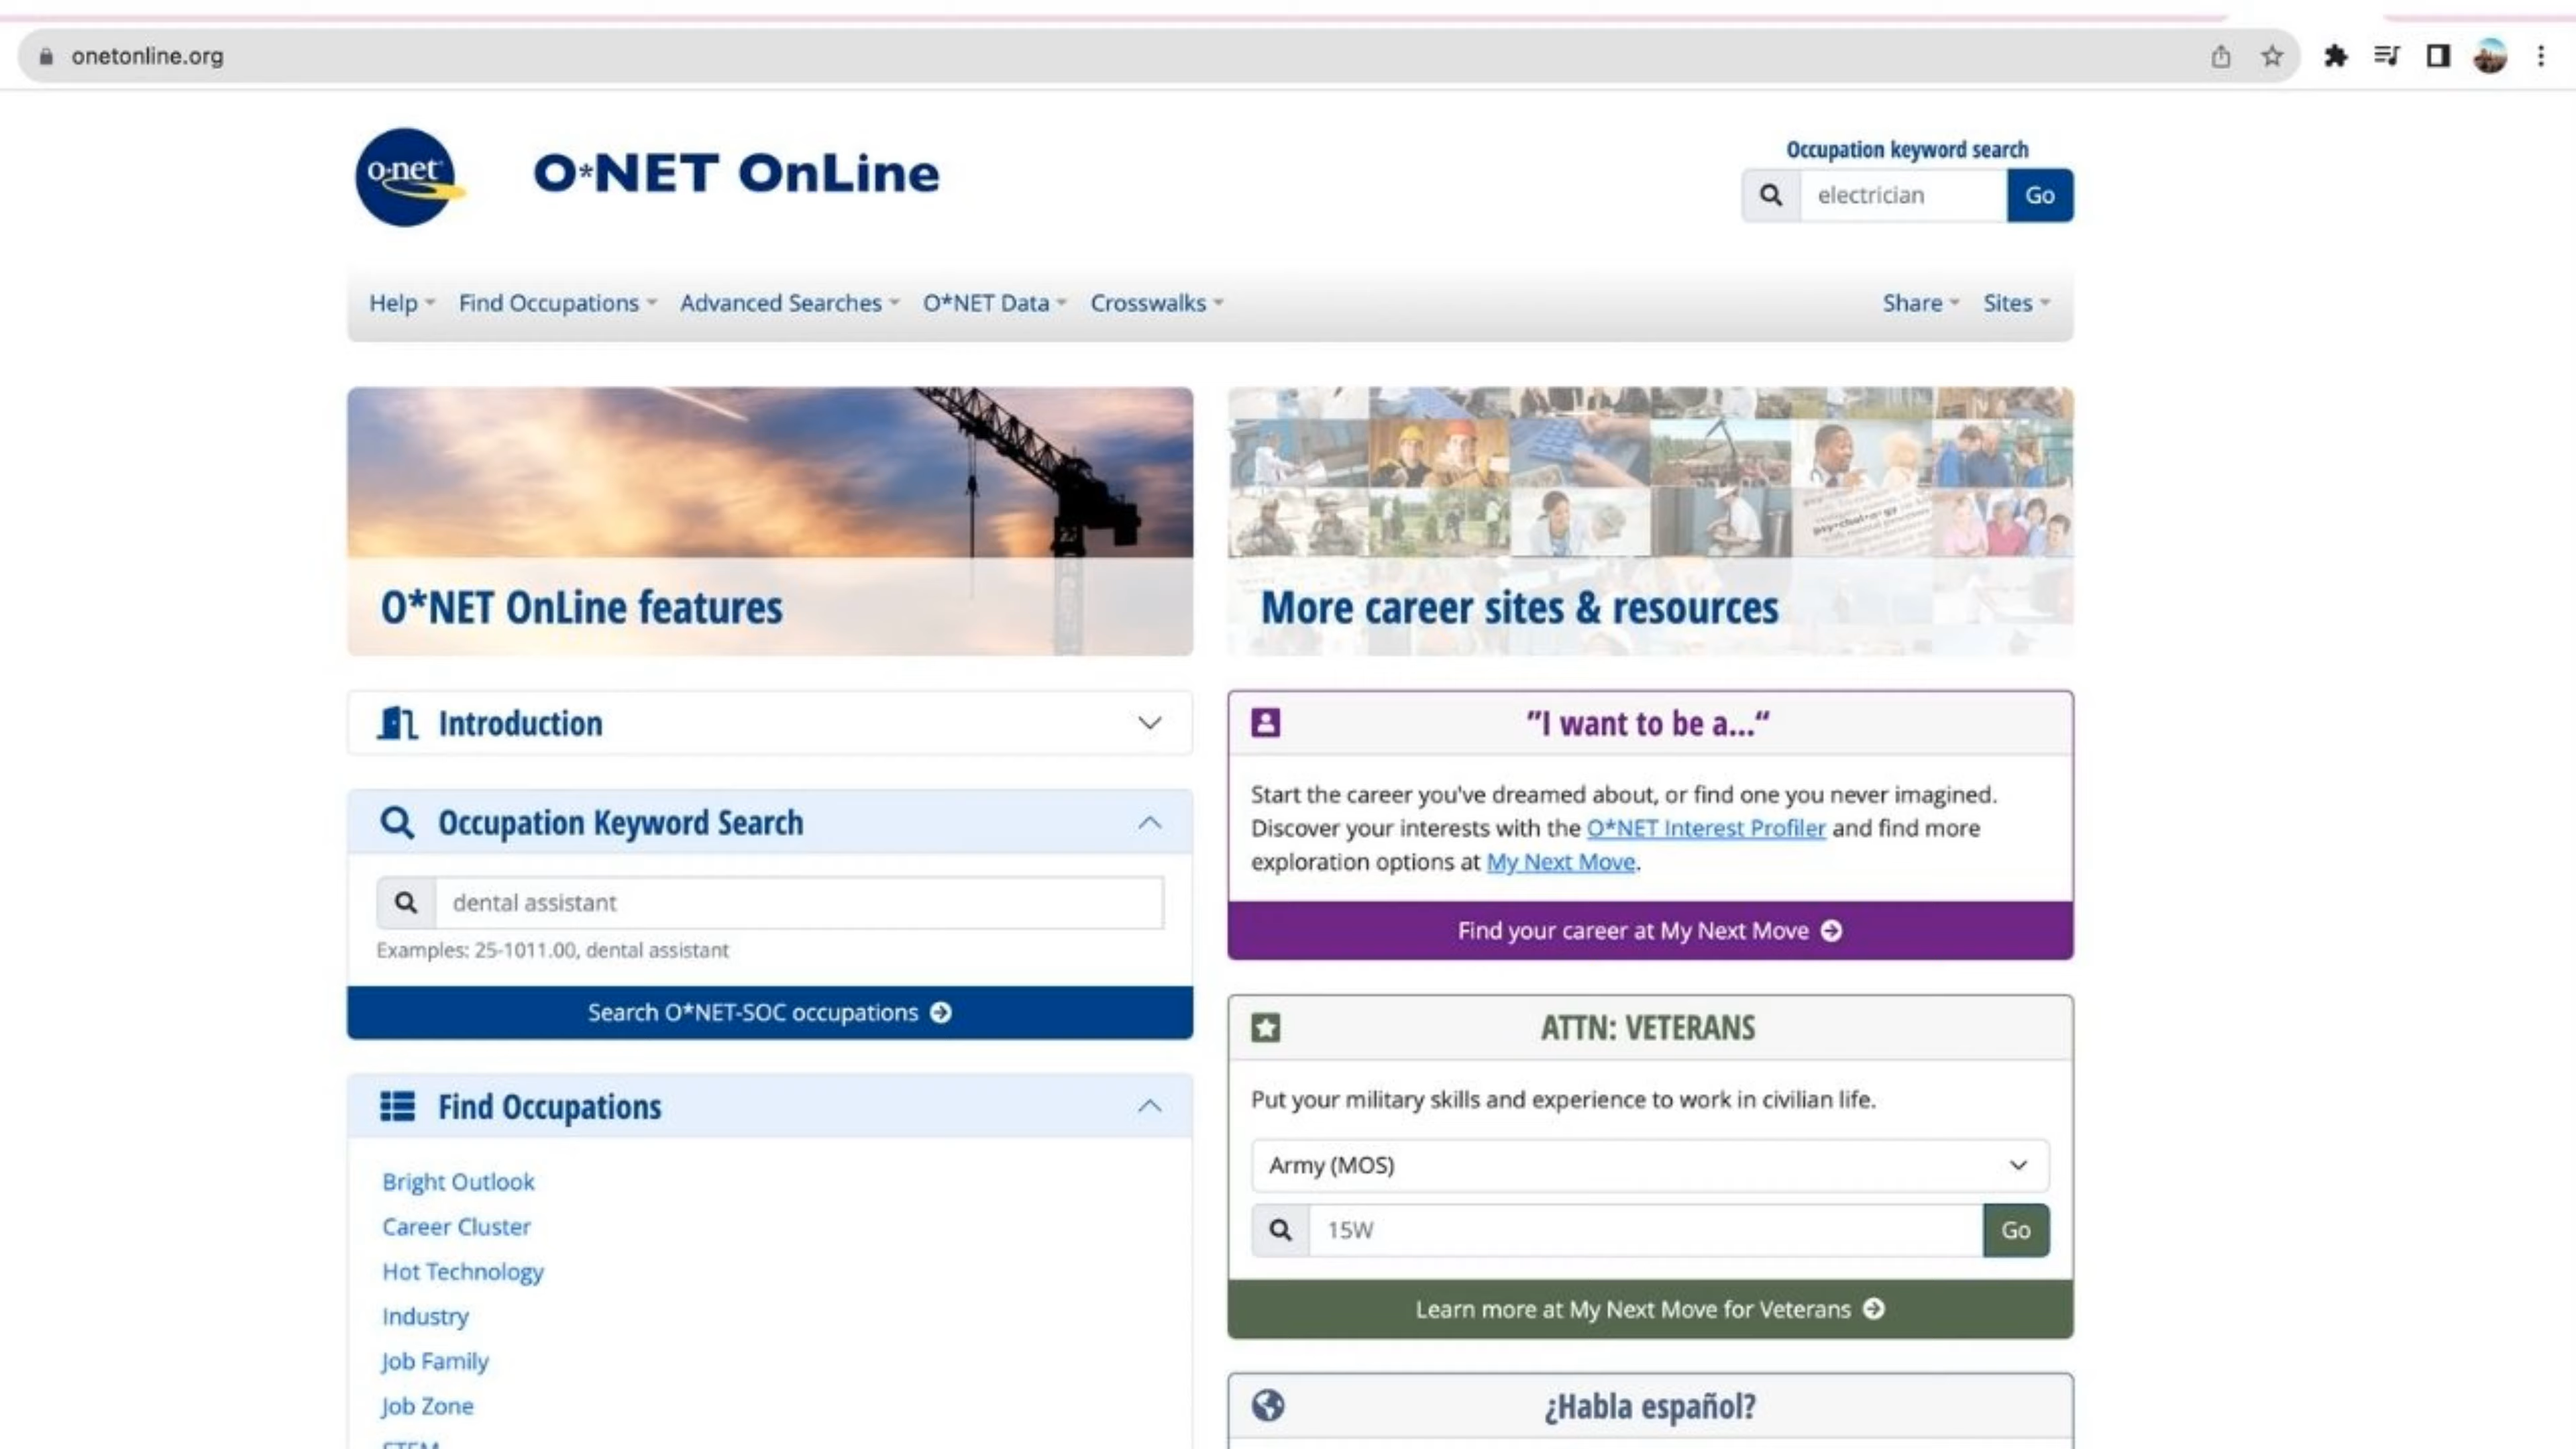 onetonline.org
o·net
O*NET OnLine
Occupation keyword search
electrician
Go
Help
Find Occupations
Advanced Searches
O*NET Data
Crosswalks
Share
Sites
O*NET OnLine features
More career sites & resources
Introduction
Occupation Keyword Search
dental assistant
Examples: 25-1011.00, dental assistant
Search O*NET-SOC occupations
Find Occupations
Bright Outlook
Career Cluster
Hot Technology
Industry
Job Family
Job Zone
STEM
"I want to be a..."
Start the career you've dreamed about, or find one you never imagined.
Discover your interests with the O*NET Interest Profiler and find more
exploration options at My Next Move.
Find your career at My Next Move
ATTN: VETERANS
Put your military skills and experience to work in civilian life.
Army (MOS)
15W
Go
Learn more at My Next Move for Veterans
¿Habla español?